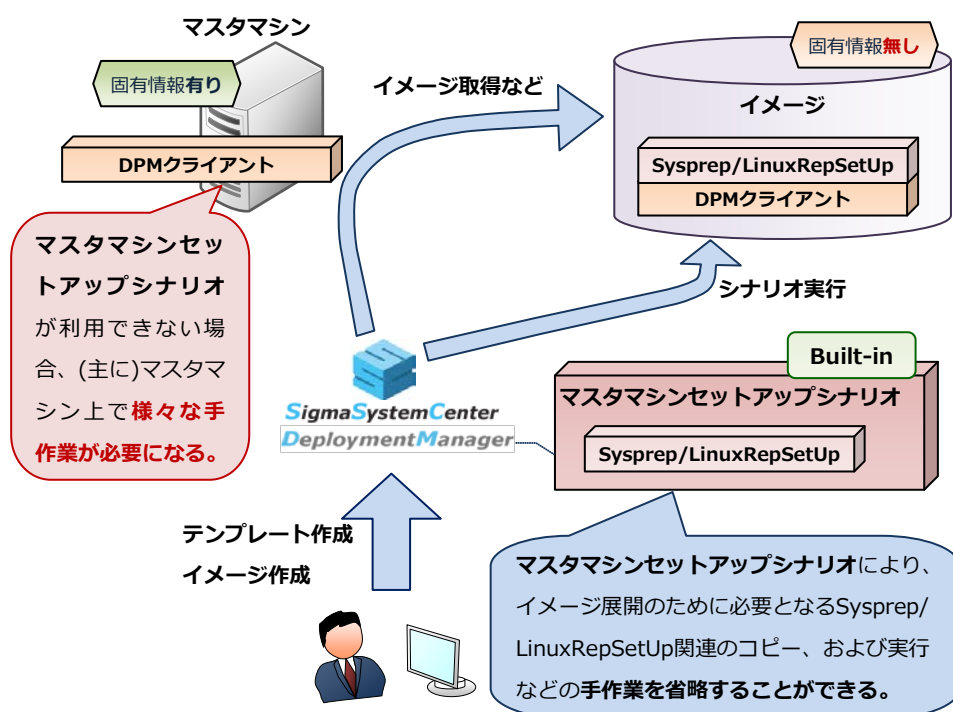 マスタマシン
固有情報有り
DPMクライアント
イメージ取得など
固有情報無し
イメージ
Sysprep/LinuxRepSetUp
DPMクライアント
マスタマシンセッ
トアップシナリオ
が利用できない場
合、(主に)マスタマ
シン上で様々な手
作業が必要になる。
シナリオ実行
SigmaSystemCenter
DeploymentManager
Built-in
マスタマシンセットアップシナリオ
Sysprep/LinuxRepSetUp
テンプレート作成
イメージ作成
マスタマシンセットアップシナリオにより、
イメージ展開のために必要となるSysprep/
LinuxRepSetUp関連のコピー、および実行
などの手作業を省略することができる。